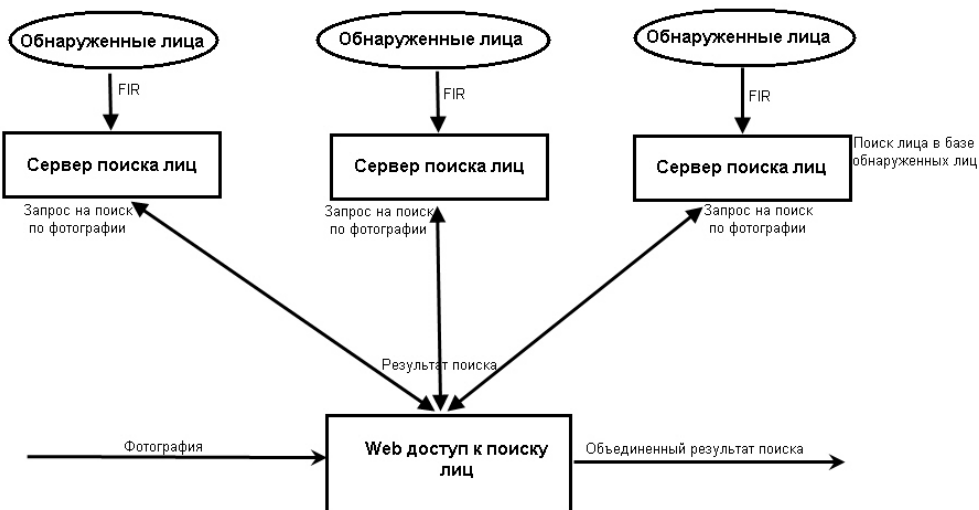 Обнаруженные лица
Обнаруженные лица
Обнаруженные лица
FIR
FIR
FIR
Сервер поиска лиц
Сервер поиска лиц
Сервер поиска лиц
Поиск лица в базе
обнаруженных лиц
Запрос на поиск
по фотографии
Запрос на поиск
по фотографии
Запрос на поиск
по фотографии
Результат поиска
Фотография
Web доступ к поиску
лиц
Объединенный результат поиска